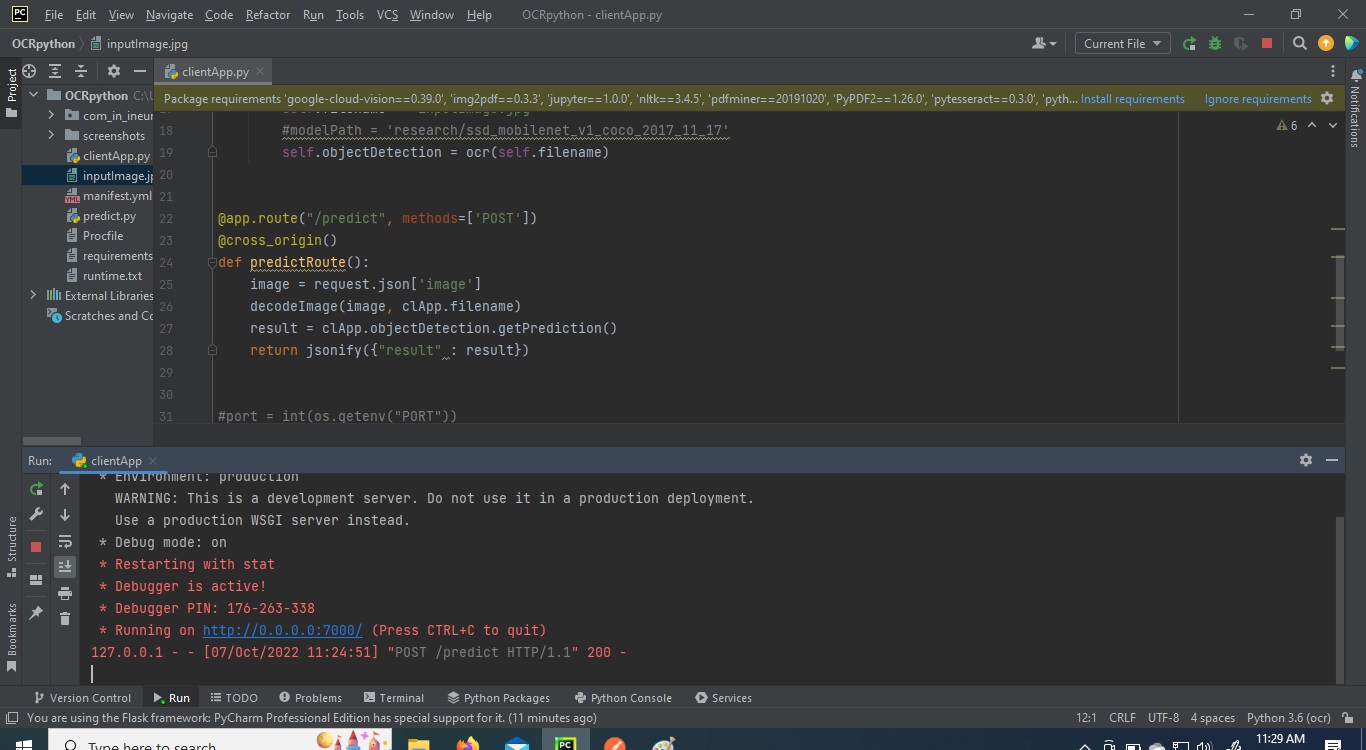 PC File Edit View Navigate Code Refactor Run Tools VCS Window Help OCRpython - clientApp.py
OCRpython inputImage.jpg Current File
Project
clientApp.py
Package requirements 'google-cloud-vision==0.39.0', 'img2pdf==0.3.3', 'jupyter==1.0.0', 'nltk==3.4.5', 'pdfminer==20191020', 'PyPDF2==1.26.0', 'pytesseract==0.3.0', 'pyth... Install requirements Ignore requirements
OCRpython C:\U
com_in_ineur
screenshots
clientApp.py
inputImage.jp
manifest.yml
predict.py
Procfile
requirements
runtime.txt
External Libraries
Scratches and Co
6
18 #modelPath = 'research/ssd_mobilenet_v1_coco_2017_11_17'
19 self.objectDetection = ocr(self.filename)
20
21
22 @app.route("/predict", methods=['POST'])
23 @cross_origin()
24 def predictRoute():
25 image = request.json['image']
26 decodeImage(image, clApp.filename)
27 result = clApp.objectDetection.getPrediction()
28 return jsonify({"result" : result})
29
30
31 #port = int(os.getenv("PORT"))
Notifications
Run: clientApp
* Environment: production
WARNING: This is a development server. Do not use it in a production deployment.
Use a production WSGI server instead.
* Debug mode: on
* Restarting with stat
* Debugger is active!
* Debugger PIN: 176-263-338
* Running on http://0.0.0.0:7000/ (Press CTRL+C to quit)
127.0.0.1 - - [07/Oct/2022 11:24:51] "POST /predict HTTP/1.1" 200 -
Structure
Bookmarks
Version Control Run TODO Problems Terminal Python Packages Python Console Services
You are using the Flask framework: PyCharm Professional Edition has special support for it. (11 minutes ago) 12:1 CRLF UTF-8 4 spaces Python 3.6 (ocr)
Type here to search PC 11:29 AM